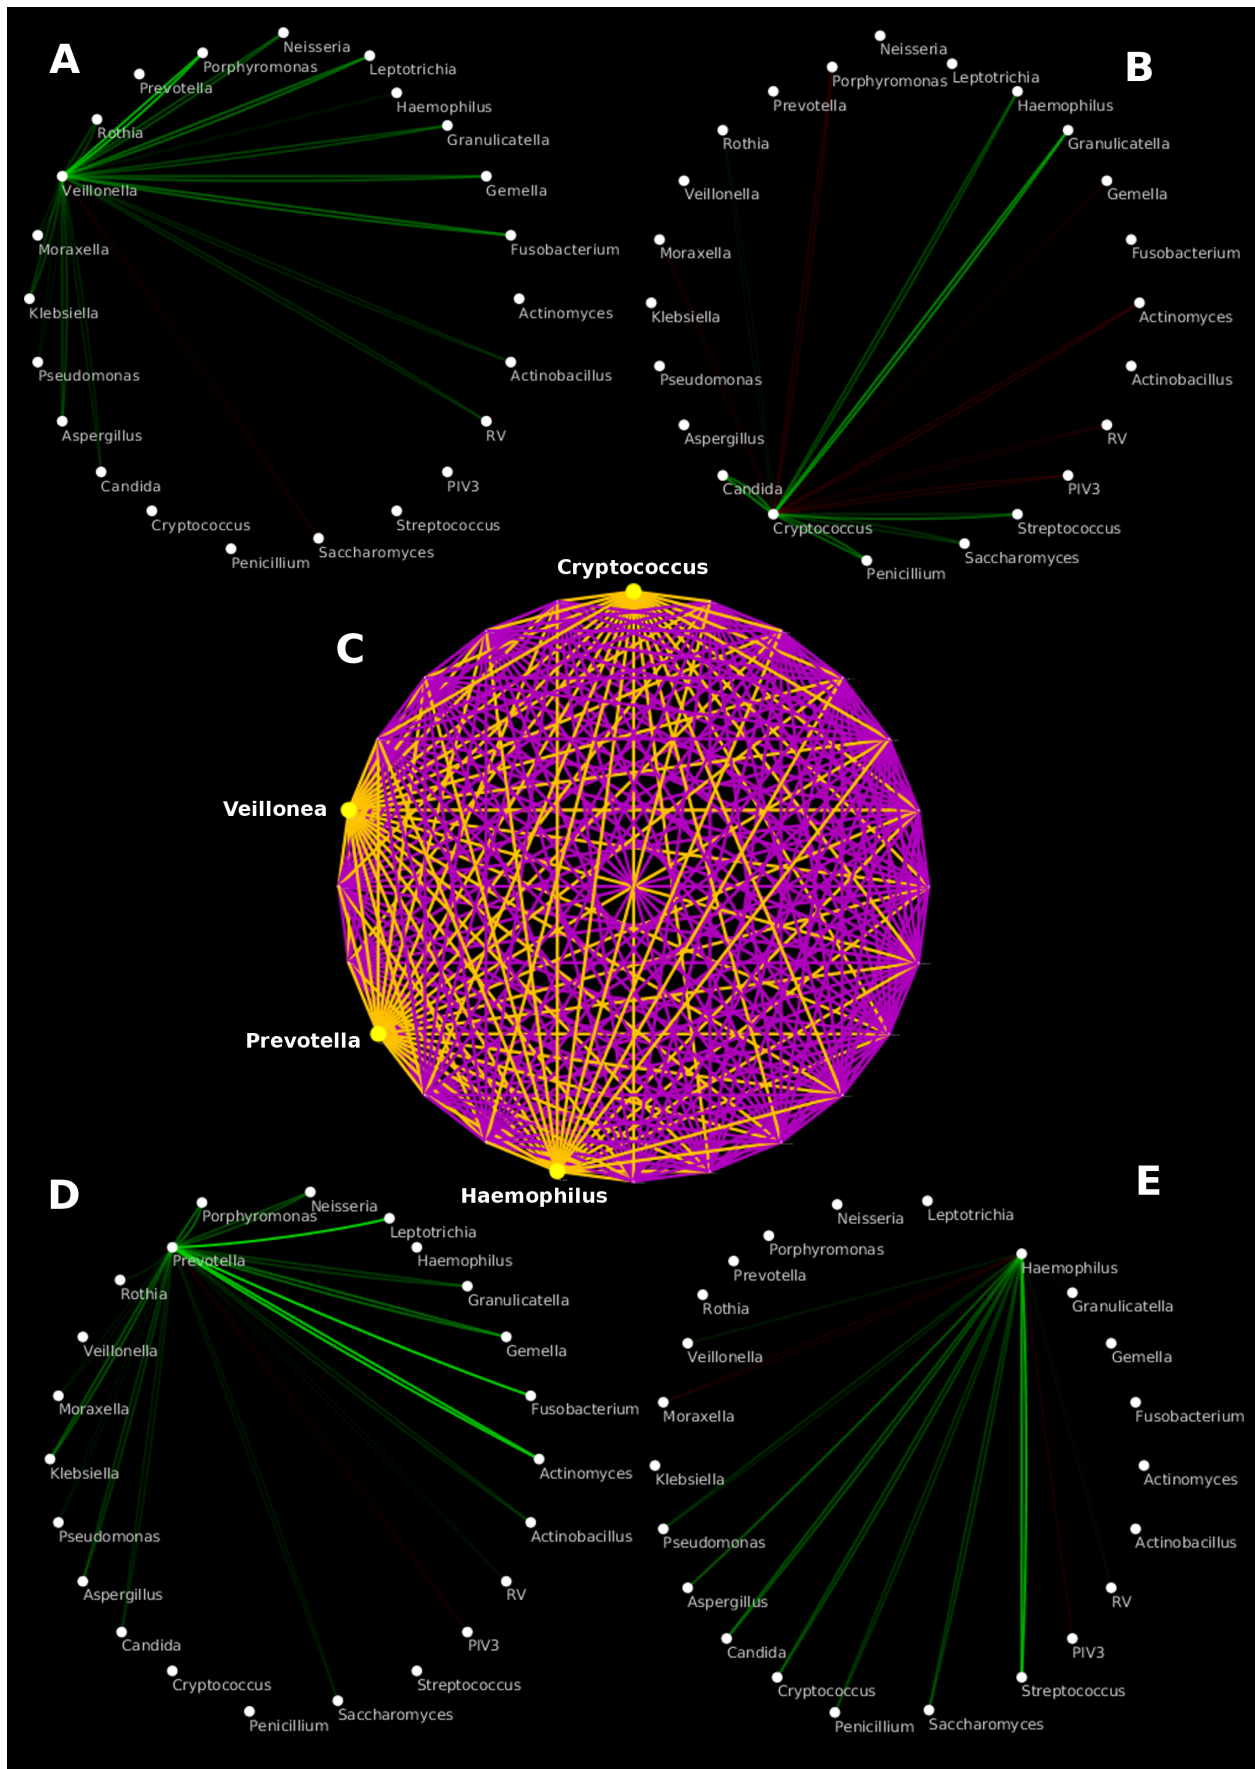 A
Neisseria
Porphyromonas
Leptotrichia
Prevotella
Haemophilus
Rothia
Granulicatella
Veillonella
Gemella
Moraxella
Fusobacterium
Klebsiella
Actinomyces
Pseudomonas
Actinobacillus
Aspergillus
RV
Candida
PIV3
Cryptococcus
Streptococcus
Penicillium
Saccharomyces
B
Neisseria
Porphyromonas
Leptotrichia
Prevotella
Haemophilus
Rothia
Granulicatella
Veillonella
Gemella
Moraxella
Fusobacterium
Klebsiella
Actinomyces
Pseudomonas
Actinobacillus
Aspergillus
RV
Candida
PIV3
Cryptococcus
Streptococcus
Saccharomyces
Penicillium
C
Cryptococcus
Veillonea
Prevotella
Haemophilus
D
Neisseria
Porphyromonas
Leptotrichia
Prevotella
Haemophilus
Rothia
Granulicatella
Veillonella
Gemella
Moraxella
Fusobacterium
Klebsiella
Actinomyces
Pseudomonas
Actinobacillus
Aspergillus
RV
Candida
PIV3
Cryptococcus
Streptococcus
Penicillium
Saccharomyces
E
Neisseria
Leptotrichia
Porphyromonas
Haemophilus
Prevotella
Rothia
Granulicatella
Veillonella
Gemella
Moraxella
Fusobacterium
Klebsiella
Actinomyces
Pseudomonas
Actinobacillus
Aspergillus
RV
Candida
PIV3
Cryptococcus
Streptococcus
Penicillium
Saccharomyces